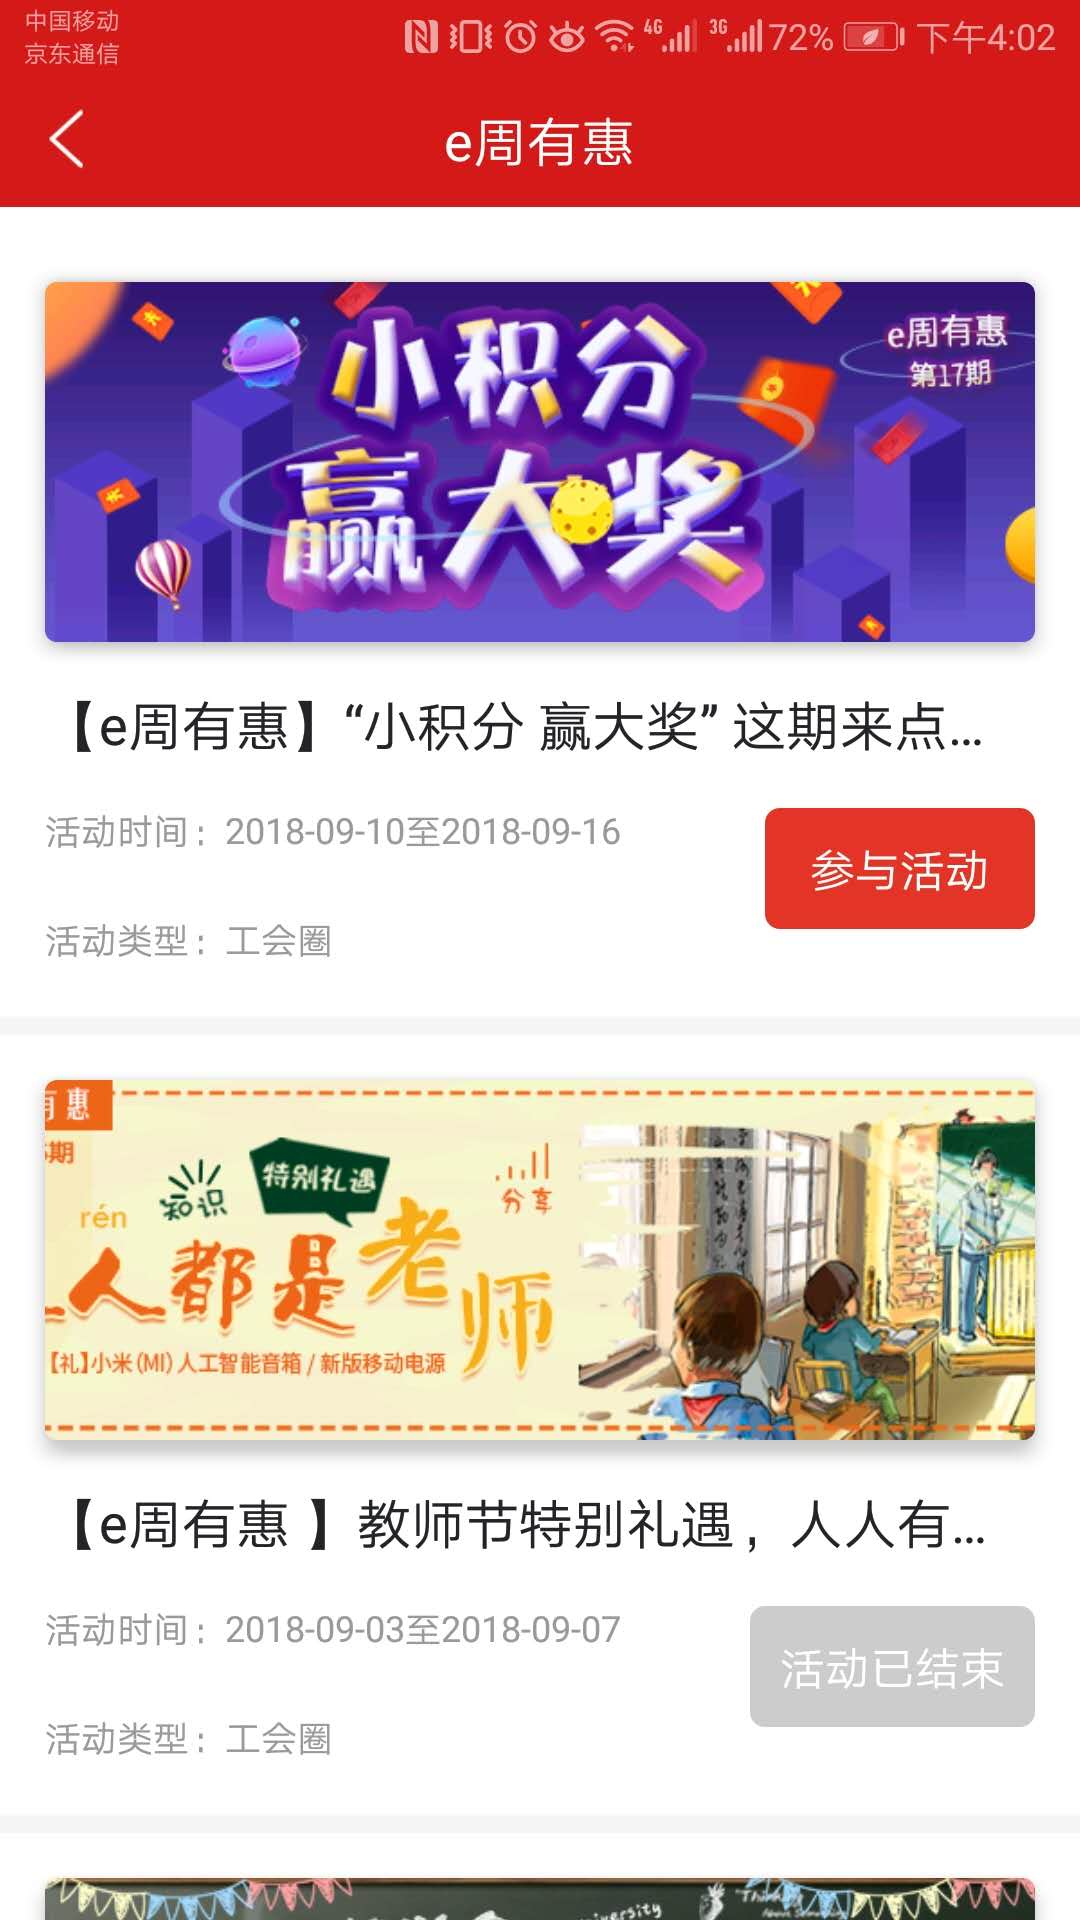 中国移动
京东通信
4G 3G 72% 下午4:02
e周有惠
e周有惠
第17期
小积分
赢大奖
【e周有惠】“小积分 赢大奖” 这期来点...
活动时间：2018-09-10至2018-09-16
参与活动
活动类型：工会圈
有惠
期
知识
特别礼遇
分享
rén
人都是老师
【礼】小米(MI)人工智能音箱 / 新版移动电源
【e周有惠 】教师节特别礼遇，人人有...
活动时间：2018-09-03至2018-09-07
活动已结束
活动类型：工会圈